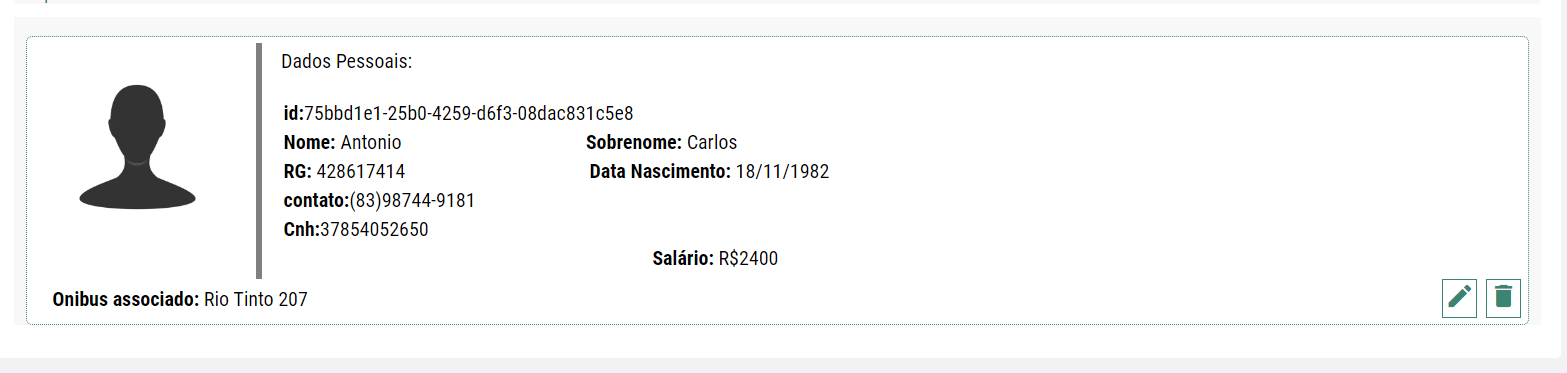 Dados Pessoais:
id:75bbd1e1-25b0-4259-d6f3-08dac831c5e8
Nome: Antonio Sobrenome: Carlos
RG: 428617414 Data Nascimento: 18/11/1982
contato:(83)98744-9181
Cnh:37854052650
Salário: R$2400
Onibus associado: Rio Tinto 207